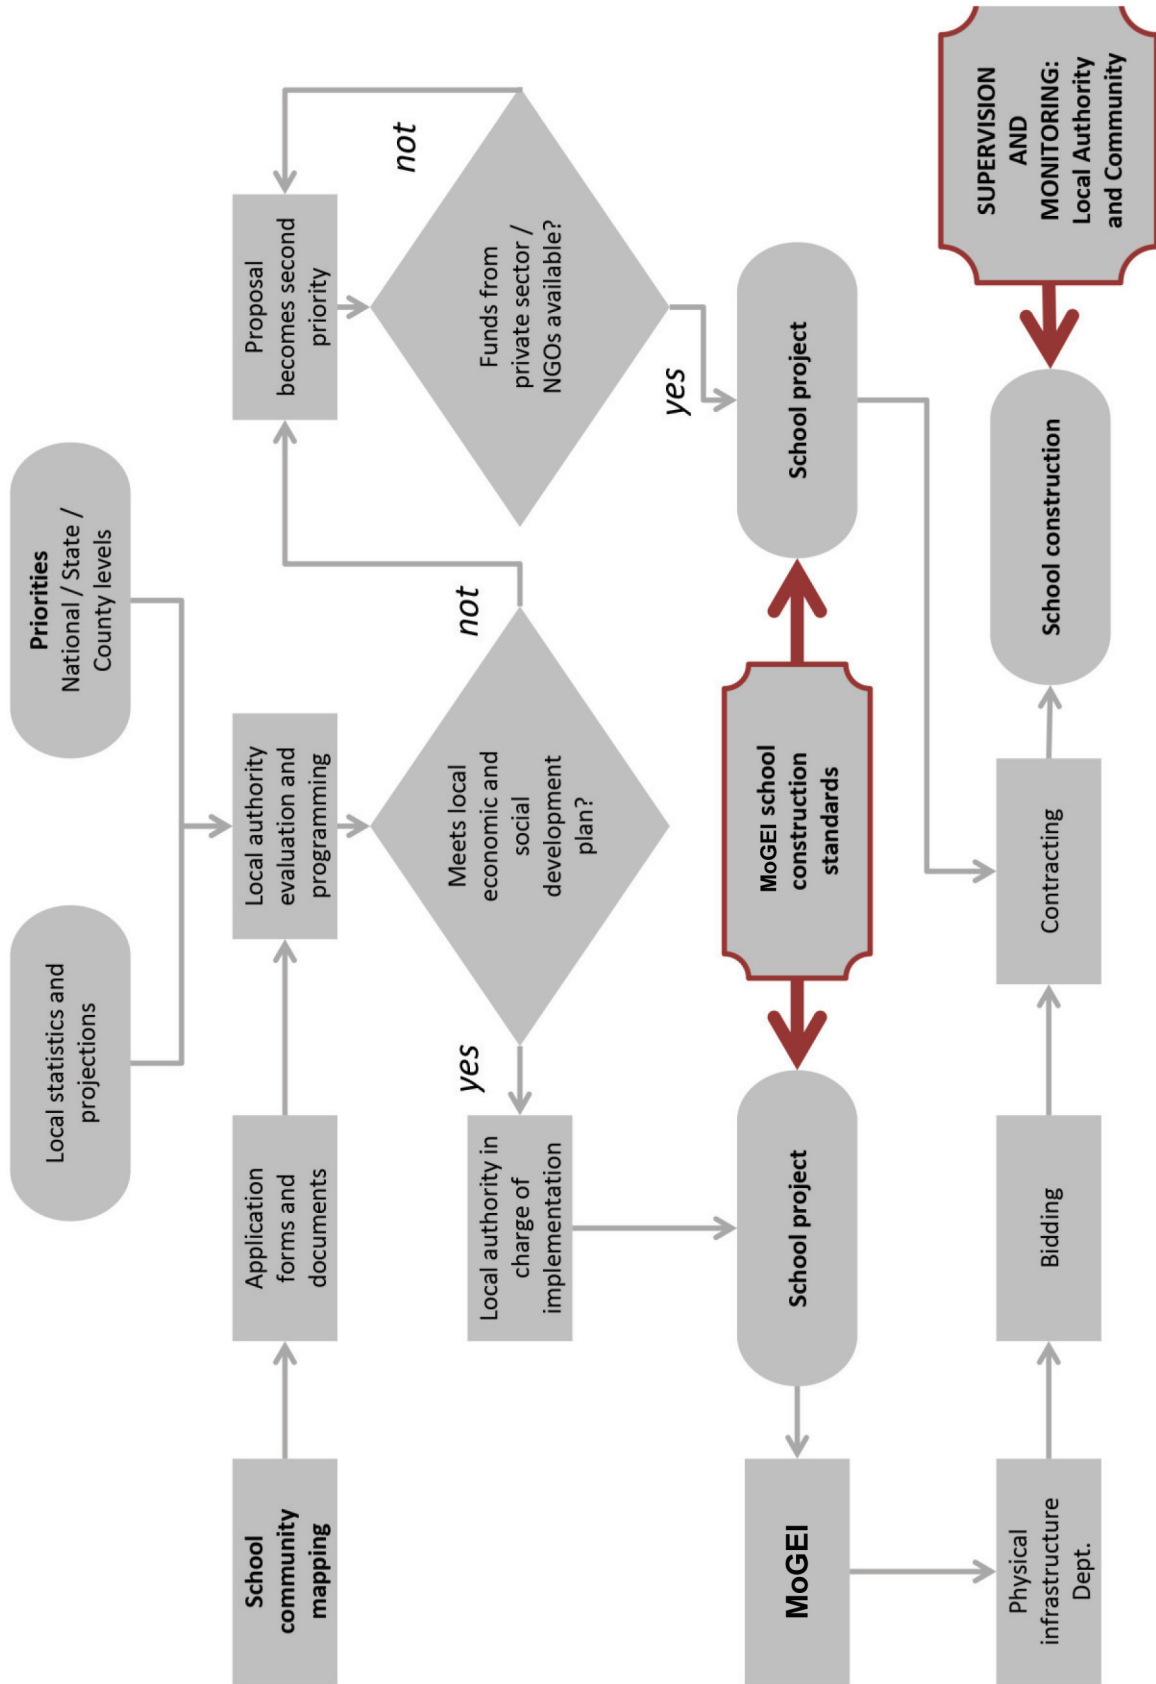 Local statistics and
projections
Priorities
National / State /
County levels
School
community
mapping
Application
forms and
documents
Local authority
evaluation and
programming
Proposal
becomes second
priority
Local authority in
charge of
implementation
yes
Meets local
economic and
social
development
plan?
not
Funds from
private sector /
NGOs available?
not
yes
MoGEI
School project
MoGEI school
construction
standards
School project
Physical
infrastructure
Dept.
Bidding
Contracting
School construction
SUPERVISION
AND
MONITORING:
Local Authority
and Community